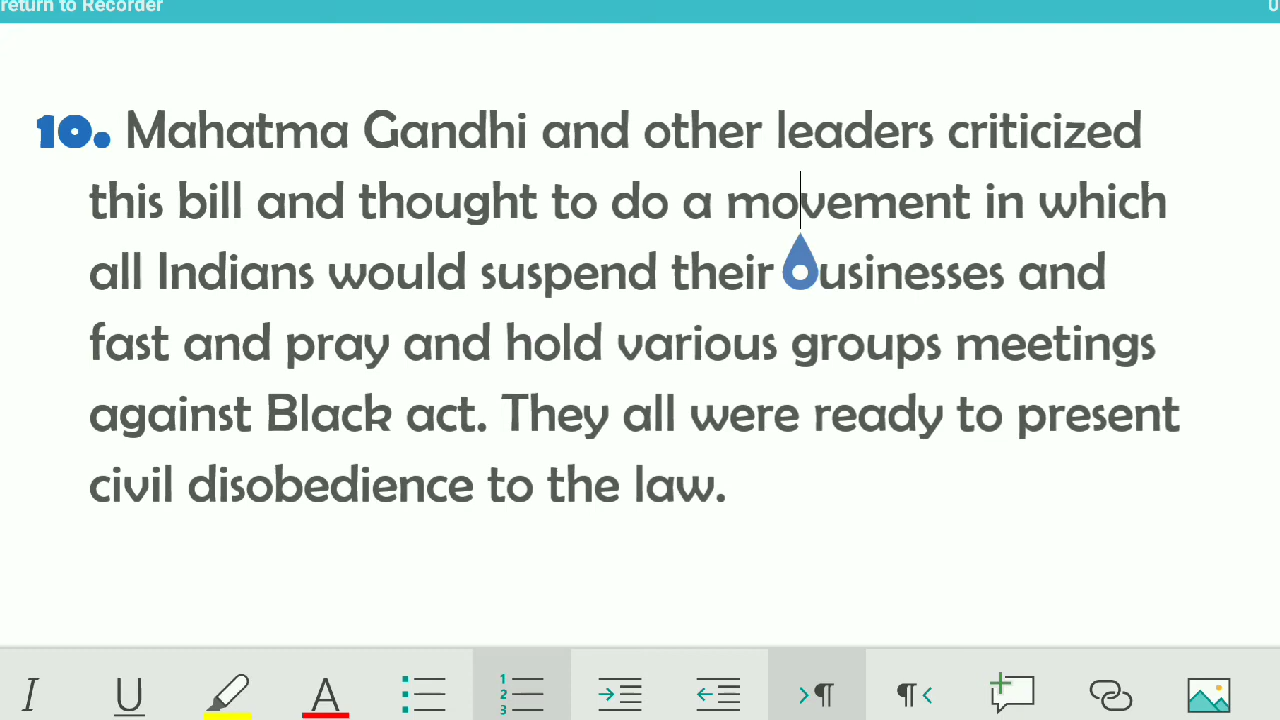 return to Recorder
10. Mahatma Gandhi and other leaders criticized
this bill and thought to do a movement in which
all Indians would suspend their businesses and
fast and pray and hold various groups meetings
against Black act. They all were ready to present
civil disobedience to the law.